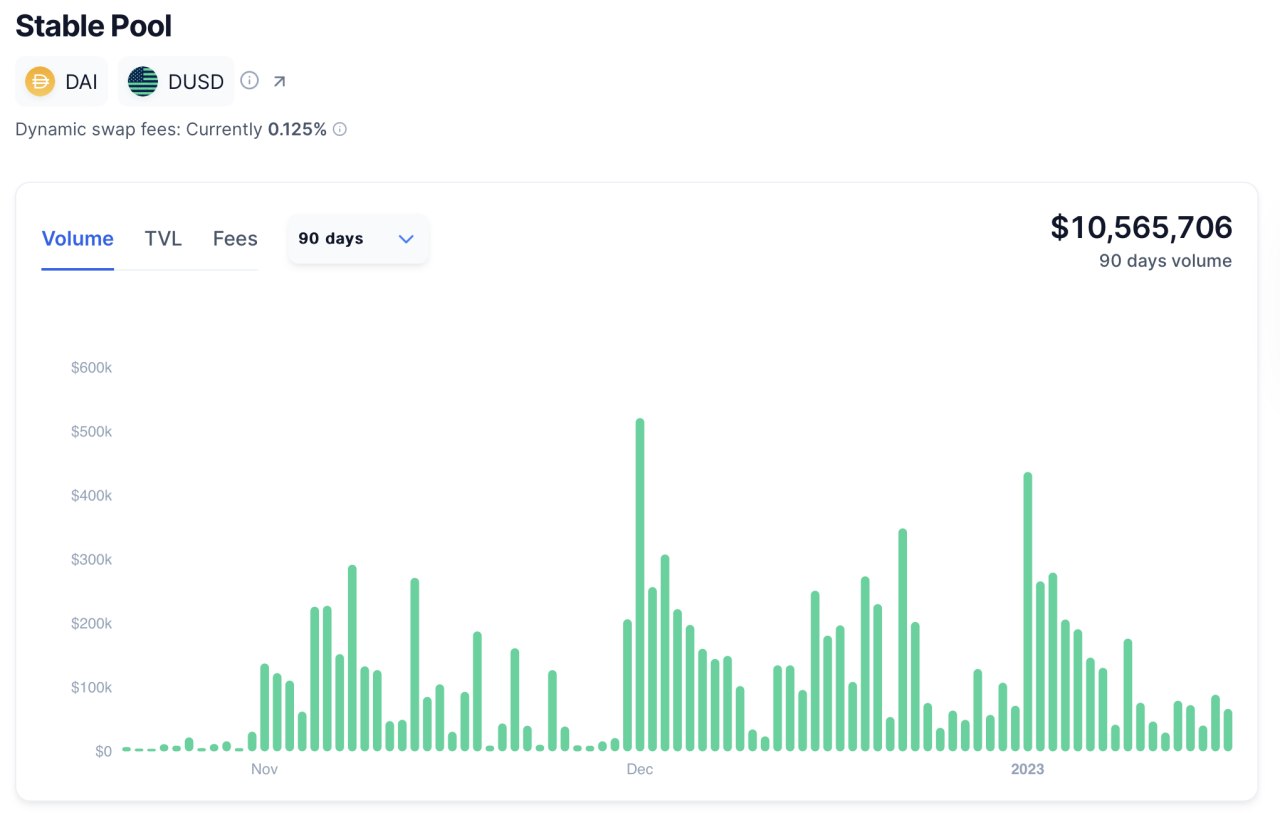 Stable Pool
DAI DUSD
Dynamic swap fees: Currently 0.125%
Volume TVL Fees 90 days
$10,565,706
90 days volume
$600k
$500k
$400k
$300k
$200k
$100k
$0
Nov Dec 2023